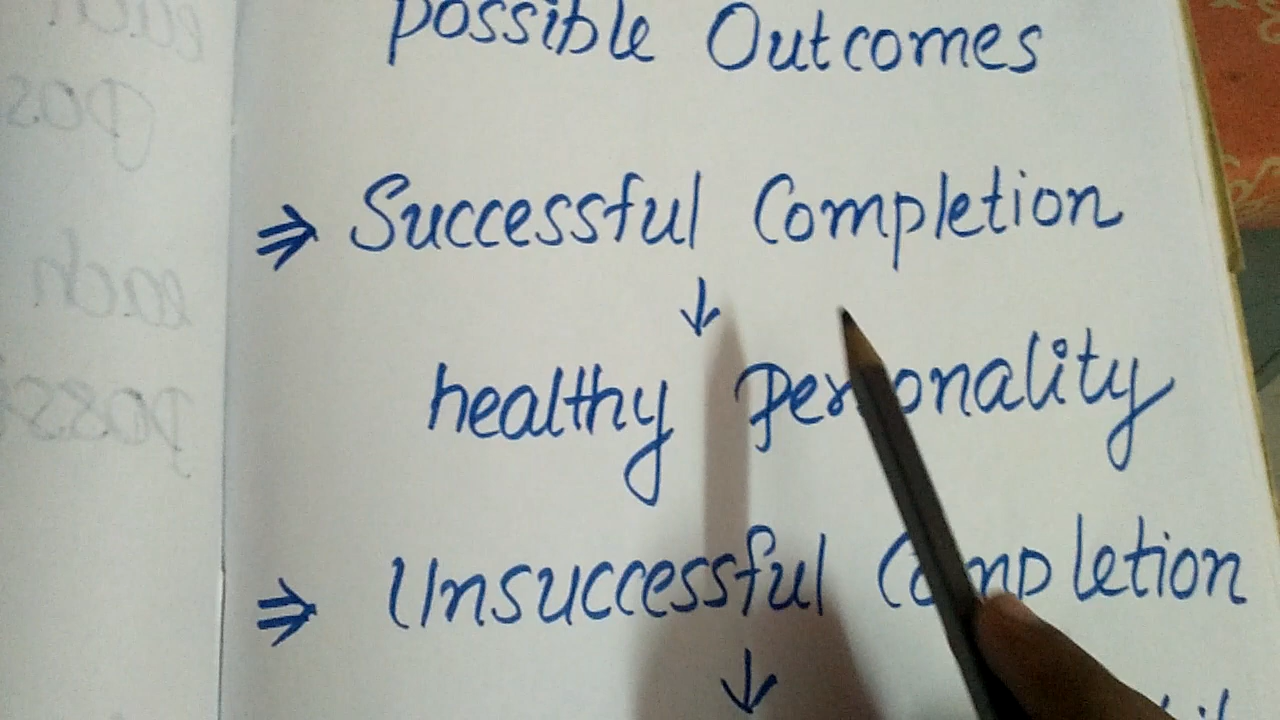 possible Outcomes
⇒ Successful Completion
↓
healthy Personality
⇒ Unsuccessful Completion
↓